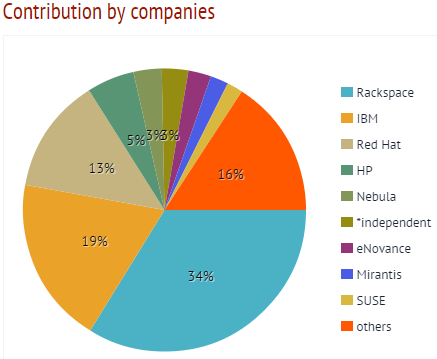 Contribution by companies
5%
3%
3%
13%
16%
19%
34%
Rackspace
IBM
Red Hat
HP
Nebula
*independent
eNovance
Mirantis
SUSE
others